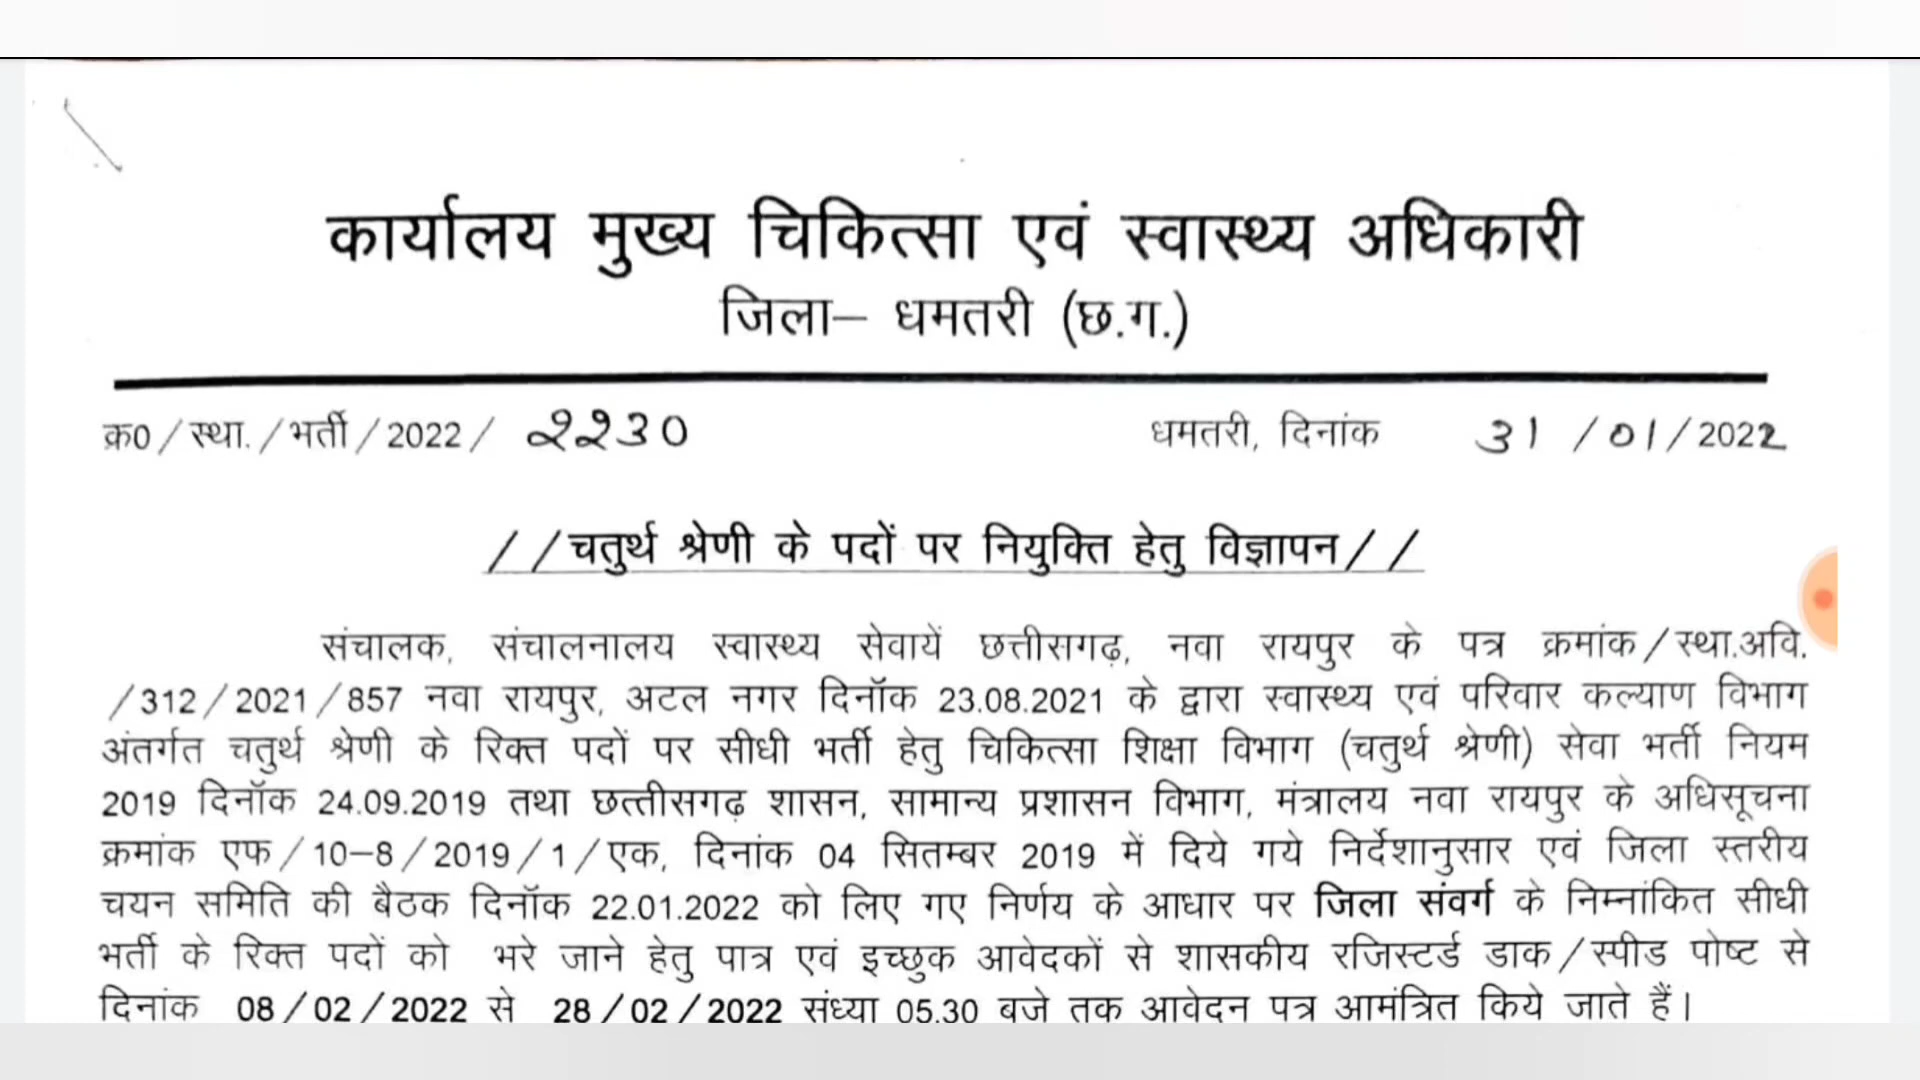 कार्यालय मुख्य चिकित्सा एवं स्वास्थ्य अधिकारी
जिला– धमतरी (छ.ग.)
क्र0/स्था./भर्ती/2022/ २२30 धमतरी, दिनांक 31/01/2022
//चतुर्थ श्रेणी के पदों पर नियुक्ति हेतु विज्ञापन//
संचालक, संचालनालय स्वास्थ्य सेवायें छत्तीसगढ़, नवा रायपुर के पत्र क्रमांक/स्था.अवि.
/312/2021/857 नवा रायपुर, अटल नगर दिनॉक 23.08.2021 के द्वारा स्वास्थ्य एवं परिवार कल्याण विभाग
अंतर्गत चतुर्थ श्रेणी के रिक्त पदों पर सीधी भर्ती हेतु चिकित्सा शिक्षा विभाग (चतुर्थ श्रेणी) सेवा भर्ती नियम
2019 दिनॉक 24.09.2019 तथा छत्तीसगढ़ शासन, सामान्य प्रशासन विभाग, मंत्रालय नवा रायपुर के अधिसूचना
क्रमांक एफ/10–8/2019/1/एक, दिनांक 04 सितम्बर 2019 में दिये गये निर्देशानुसार एवं जिला स्तरीय
चयन समिति की बैठक दिनॉक 22.01.2022 को लिए गए निर्णय के आधार पर जिला संवर्ग के निम्नांकित सीधी
भर्ती के रिक्त पदों को भरे जाने हेतु पात्र एवं इच्छुक आवेदकों से शासकीय रजिस्टर्ड डाक/स्पीड पोष्ट से
दिनांक 08/02/2022 से 28/02/2022 संध्या 05.30 बजे तक आवेदन पत्र आमंत्रित किये जाते हैं।